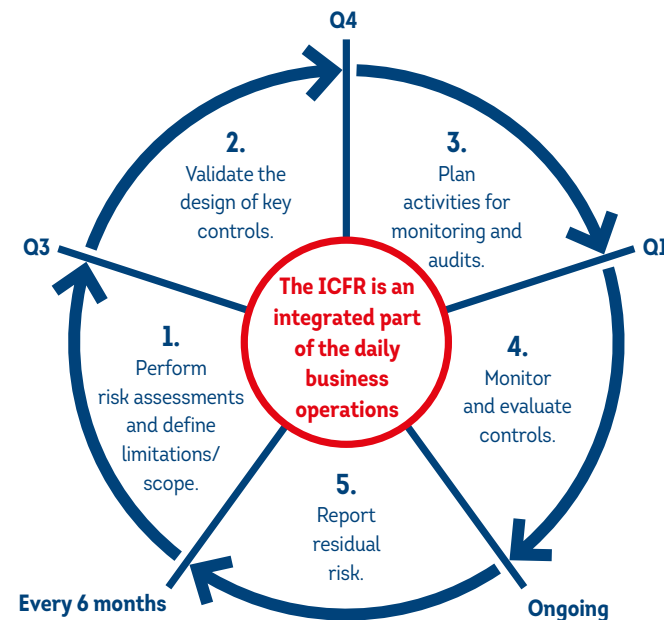 Q4
2.
Validate the
design of key
controls.
3.
Plan
activities for
monitoring and
audits.
Q3
Q1
The ICFR is an
integrated part
of the daily
business
operations
1.
Perform
risk assessments
and define
limitations/
scope.
4.
Monitor
and evaluate
controls.
5.
Report
residual
risk.
Every 6 months
Ongoing